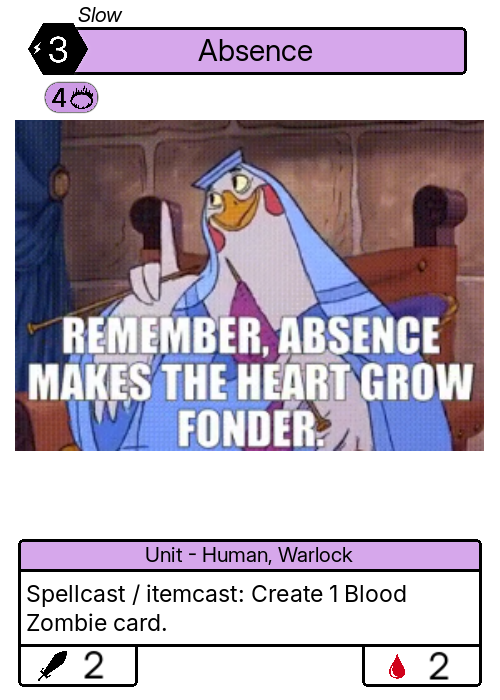 Slow
3
Absence
4
REMEMBER, ABSENCE
MAKES THE HEART GROW
FONDER.
Unit - Human, Warlock
Spellcast / itemcast: Create 1 Blood
Zombie card.
2
2